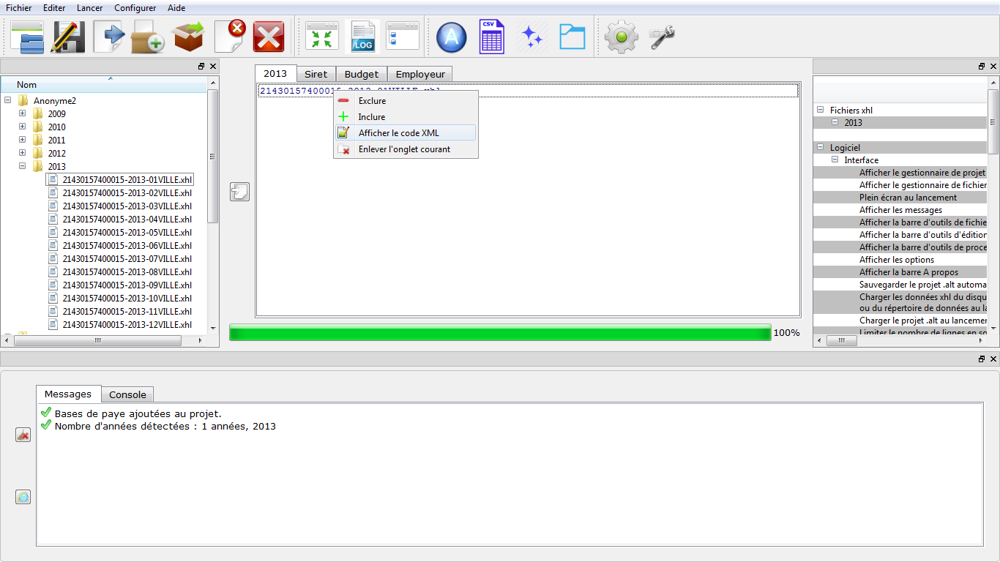 Fichier Editer Lancer Configurer Aide
CSV
LOG
A
Nom
Anonyme2
2009
2010
2011
2012
2013
21430157400015-2013-01VILLE.xhl
21430157400015-2013-02VILLE.xhl
21430157400015-2013-03VILLE.xhl
21430157400015-2013-04VILLE.xhl
21430157400015-2013-05VILLE.xhl
21430157400015-2013-06VILLE.xhl
21430157400015-2013-07VILLE.xhl
21430157400015-2013-08VILLE.xhl
21430157400015-2013-09VILLE.xhl
21430157400015-2013-10VILLE.xhl
21430157400015-2013-11VILLE.xhl
21430157400015-2013-12VILLE.xhl
2013 Siret Budget Employeur
21430157400015-2013-01VILLE.xhl
Exclure
Inclure
Afficher le code XML
Enlever l'onglet courant
100%
Fichiers xhl
2013
Logiciel
Interface
Afficher le gestionnaire de projet
Afficher le gestionnaire de fichier
Plein écran au lancement
Afficher les messages
Afficher la barre d'outils de fichie
Afficher la barre d'outils d'édition
Afficher la barre d'outils de proce
Afficher les options
Afficher la barre A propos
Sauvegarder le projet .alt automa
Charger les données xhl du disqu
ou du répertoire de données au la
Charger le projet .alt au lancemer
Limiter le nombre de lignes en so
Messages Console
Bases de paye ajoutées au projet.
Nombre d'années détectées : 1 années, 2013